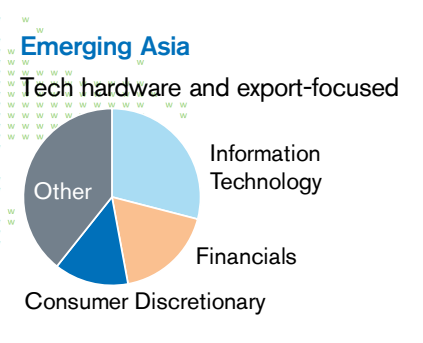 Emerging Asia
Tech hardware and export-focused
Information
Technology
Other
Financials
Consumer Discretionary